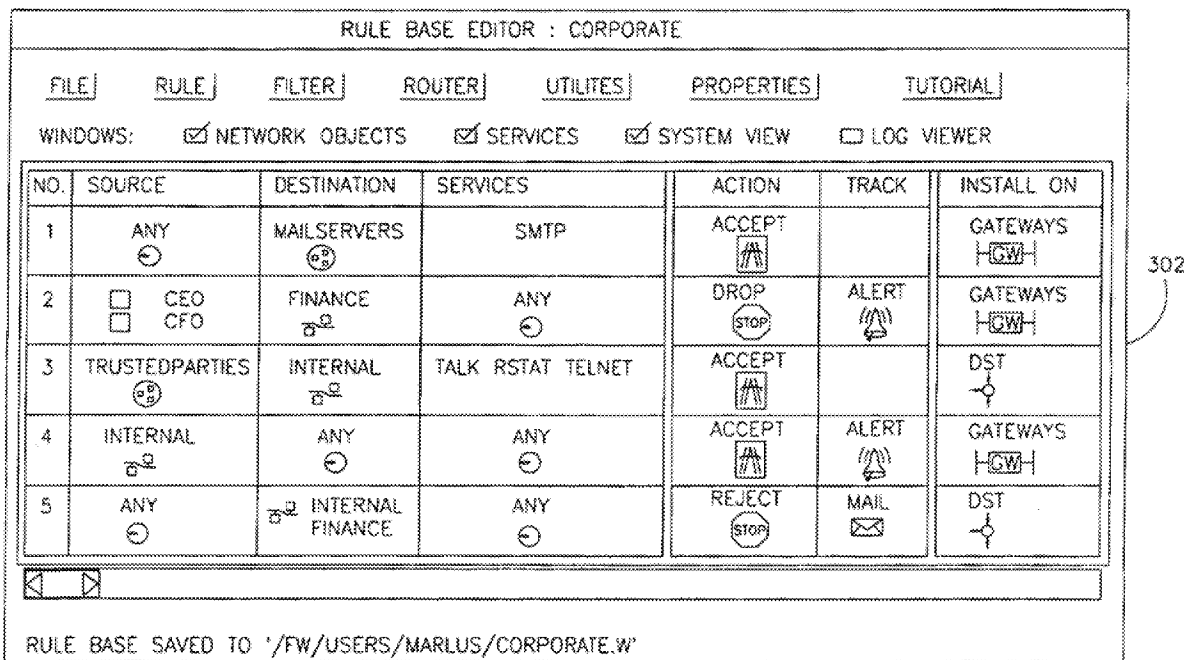 RULE BASE EDITOR : CORPORATE
FILE RULE FILTER ROUTER UTILITES PROPERTIES TUTORIAL
WINDOWS: NETWORK OBJECTS SERVICES SYSTEM VIEW LOG VIEWER
NO. SOURCE DESTINATION SERVICES ACTION TRACK INSTALL ON
1 ANY MAILSERVERS SMTP ACCEPT GATEWAYS
GW
302
2 CEO FINANCE ANY DROP ALERT GATEWAYS
CFO STOP GW
3 TRUSTEDPARTIES INTERNAL TALK RSTAT TELNET ACCEPT DST
4 INTERNAL ANY ANY ACCEPT ALERT GATEWAYS
GW
5 ANY INTERNAL ANY REJECT MAIL DST
FINANCE STOP
RULE BASE SAVED TO '/FW/USERS/MARLUS/CORPORATE.W'